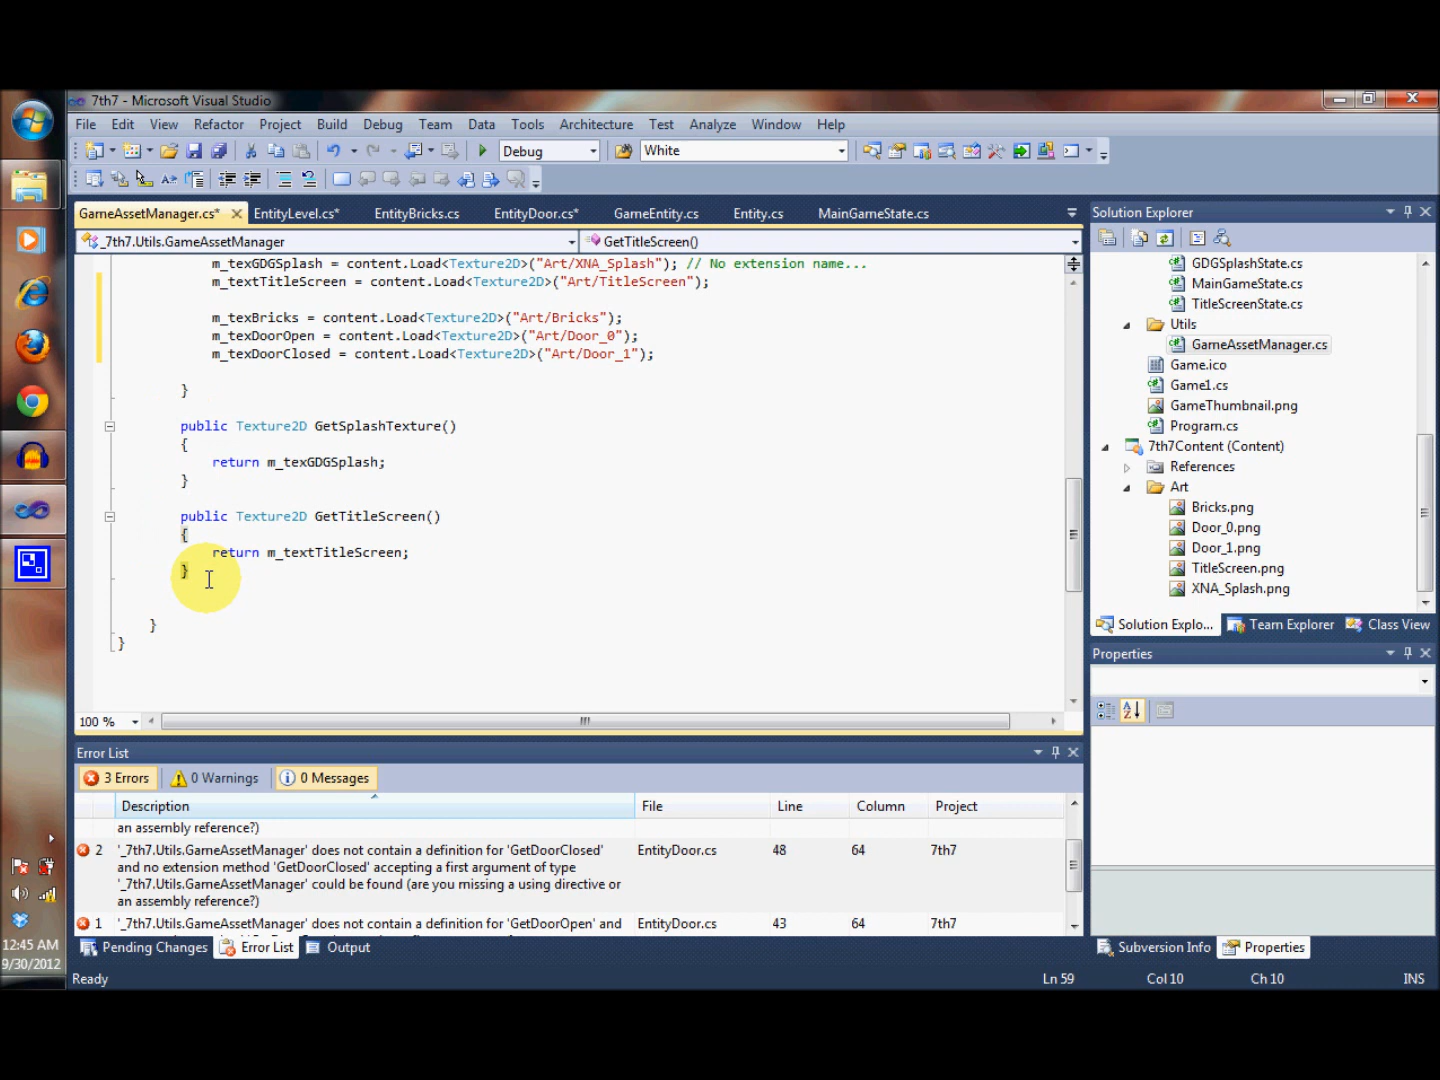 7th7 - Microsoft Visual Studio
File Edit View Refactor Project Build Debug Team Data Tools Architecture Test Analyze Window Help
Debug White
GameAssetManager.cs* EntityLevel.cs* EntityBricks.cs EntityDoor.cs* GameEntity.cs Entity.cs MainGameState.cs
_7th7.Utils.GameAssetManager GetTitleScreen()
m_texGDGSplash = content.Load<Texture2D>("Art/XNA_Splash"); // No extension name...
m_textTitleScreen = content.Load<Texture2D>("Art/TitleScreen");
m_texBricks = content.Load<Texture2D>("Art/Bricks");
m_texDoorOpen = content.Load<Texture2D>("Art/Door_0");
m_texDoorClosed = content.Load<Texture2D>("Art/Door_1");
}
public Texture2D GetSplashTexture()
{
return m_texGDGSplash;
}
public Texture2D GetTitleScreen()
{
return m_textTitleScreen;
}
}
}
100 %
Solution Explorer
GDGSplashState.cs
MainGameState.cs
TitleScreenState.cs
Utils
GameAssetManager.cs
Game.ico
Game1.cs
GameThumbnail.png
Program.cs
7th7Content (Content)
References
Art
Bricks.png
Door_0.png
Door_1.png
TitleScreen.png
XNA_Splash.png
Solution Explo... Team Explorer Class View
Properties
Error List
3 Errors 0 Warnings 0 Messages
Description File Line Column Project
an assembly reference?)
2 '_7th7.Utils.GameAssetManager' does not contain a definition for 'GetDoorClosed' EntityDoor.cs 48 64 7th7
and no extension method 'GetDoorClosed' accepting a first argument of type
'_7th7.Utils.GameAssetManager' could be found (are you missing a using directive or
an assembly reference?)
1 '_7th7.Utils.GameAssetManager' does not contain a definition for 'GetDoorOpen' and EntityDoor.cs 43 64 7th7
Pending Changes Error List Output
Subversion Info Properties
Ready Ln 59 Col 10 Ch 10 INS
12:45 AM
9/30/2012